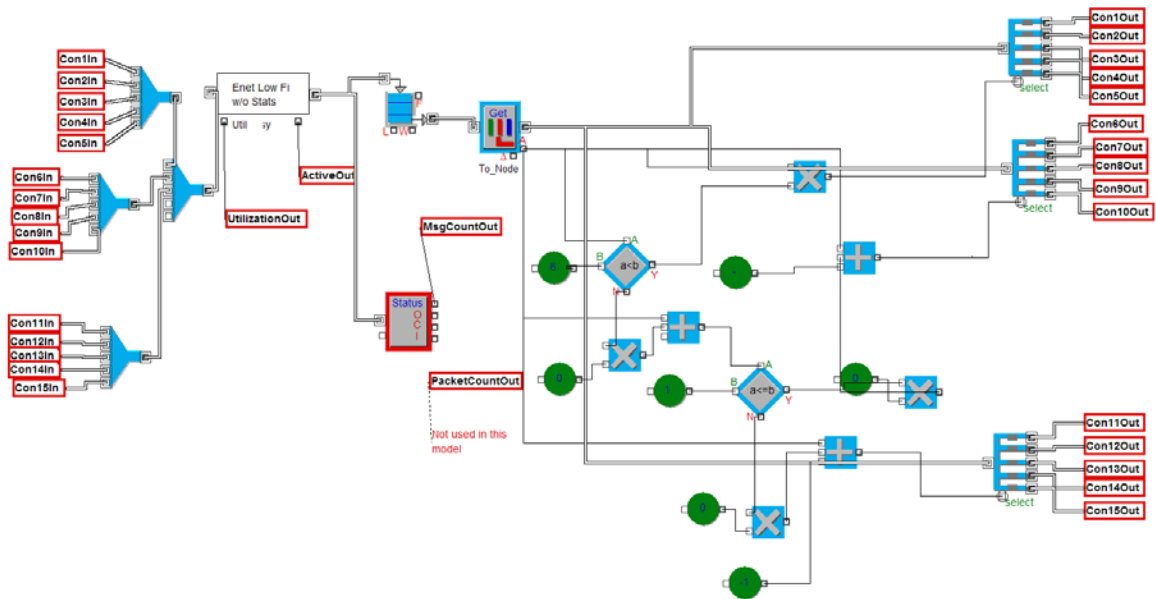 Con1In
Con2In
Con3In
Con4In
Con5In
Con6In
Con7In
Con8In
Con9In
Con10In
Con11In
Con12In
Con13In
Con14In
Con15In
Enet Low Fi
w/o Stats
Util sy
ActiveOut
UtilizationOut
F
L W
Get
A
Δ
To_Node
MsgCountOut
Status
O
C
I
PacketCountOut
Not used in this
model
A
B
a<b
Y
N
0
1
A
B
a<=b
Y
N
0
0
-1
select
Con1Out
Con2Out
Con3Out
Con4Out
Con5Out
select
Con6Out
Con7Out
Con8Out
Con9Out
Con10Out
select
Con11Out
Con12Out
Con13Out
Con14Out
Con15Out